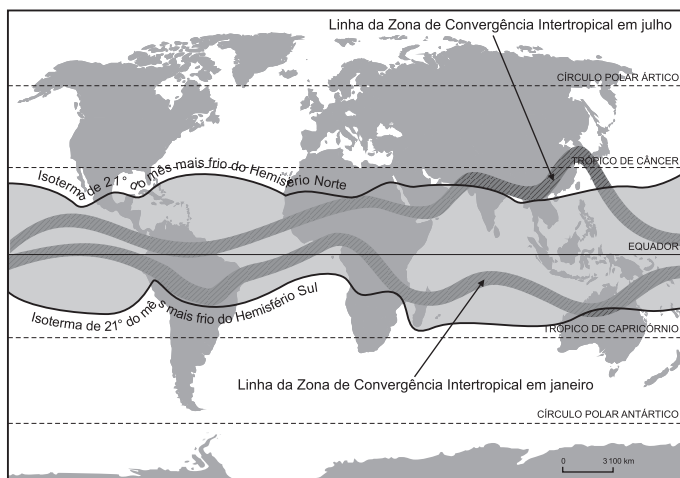 Linha da Zona de Convergência Intertropical em julho
CÍRCULO POLAR ÁRTICO
TRÓPICO DE CÂNCER
Isoterma de 21° do mês mais frio do Hemisfério Norte
EQUADOR
Isoterma de 21° do mês mais frio do Hemisfério Sul
TRÓPICO DE CAPRICÓRNIO
Linha da Zona de Convergência Intertropical em janeiro
CÍRCULO POLAR ANTÁRTICO
0 3 100 km